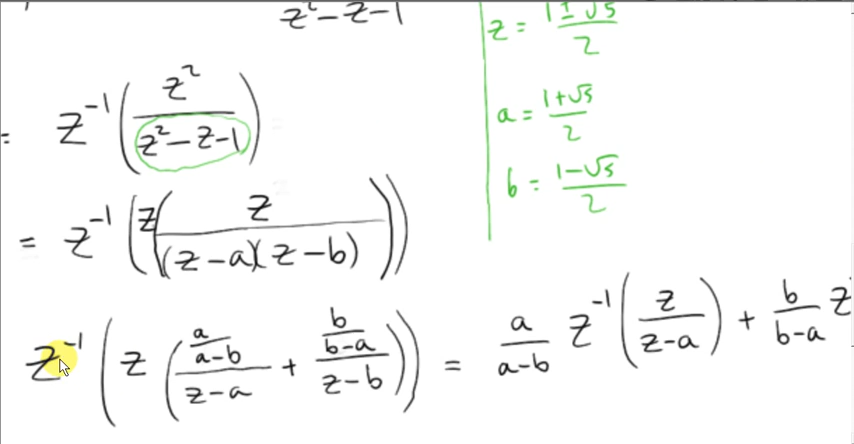 z²-z-1
z = (1±√5)/2
= z⁻¹(z²/(z²-z-1))
a = (1+√5)/2
b = (1-√5)/2
= z⁻¹(z(z/((z-a)(z-b))))
z⁻¹(z((a/(a-b))/(z-a) + (b/(b-a))/(z-b))) = a/(a-b) z⁻¹(z/(z-a)) + b/(b-a) z